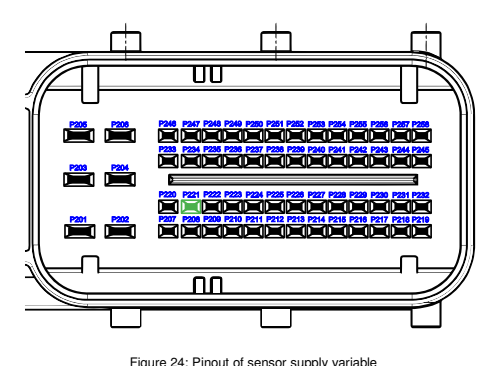 P205 P206 P246 P247 P248 P249 P250 P251 P252 P253 P254 P255 P256 P257 P258
P233 P234 P235 P236 P237 P238 P239 P240 P241 P242 P243 P244 P245
P203 P204
P220 P221 P222 P223 P224 P225 P226 P227 P228 P229 P230 P231 P232
P201 P202 P207 P208 P209 P210 P211 P212 P213 P214 P215 P216 P217 P218 P219
Figure 24: Pinout of sensor supply variable